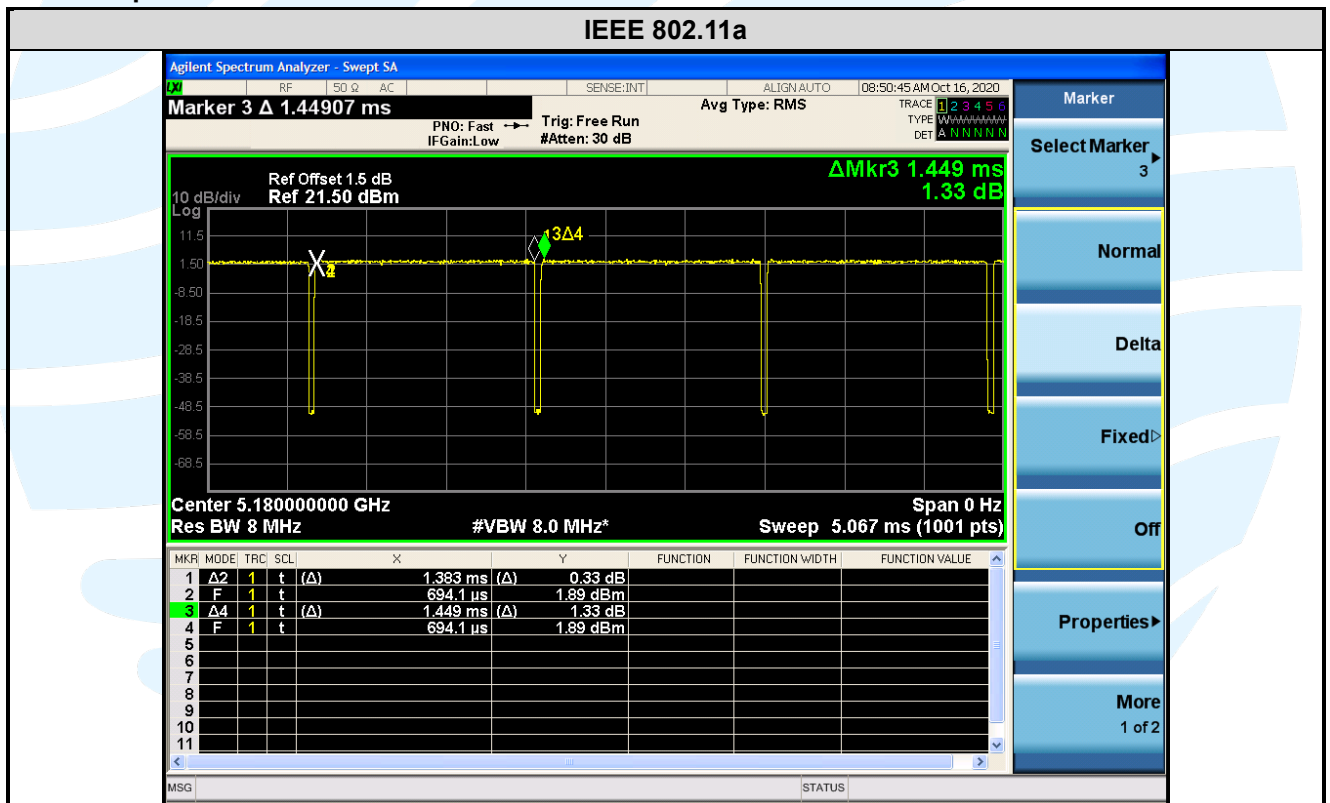 IEEE 802.11a
Agilent Spectrum Analyzer - Swept SA
LXI RF 50 Ω AC SENSE:INT ALIGN AUTO 08:50:45 AM Oct 16, 2020
Marker 3 Δ 1.44907 ms
Avg Type: RMS
TRACE 1 2 3 4 5 6
PNO: Fast
Trig: Free Run
TYPE
IFGain:Low
#Atten: 30 dB
DET A N N N N N
ΔMkr3 1.449 ms
1.33 dB
Ref Offset 1.5 dB
10 dB/div Ref 21.50 dBm
Log
11.5
1.50
-8.50
-18.5
-28.5
-38.5
-48.5
-58.5
-68.5
3Δ4
Center 5.180000000 GHz Span 0 Hz
Res BW 8 MHz #VBW 8.0 MHz* Sweep 5.067 ms (1001 pts)
MKR MODE TRC SCL X Y FUNCTION FUNCTION WIDTH FUNCTION VALUE
1 Δ2 1 t (Δ) 1.383 ms (Δ) 0.33 dB
2 F 1 t 694.1 µs 1.89 dBm
3 Δ4 1 t (Δ) 1.449 ms (Δ) 1.33 dB
4 F 1 t 694.1 µs 1.89 dBm
5
6
7
8
9
10
11
MSG STATUS
Marker
Select Marker
3
Normal
Delta
Fixed
Off
Properties
More
1 of 2